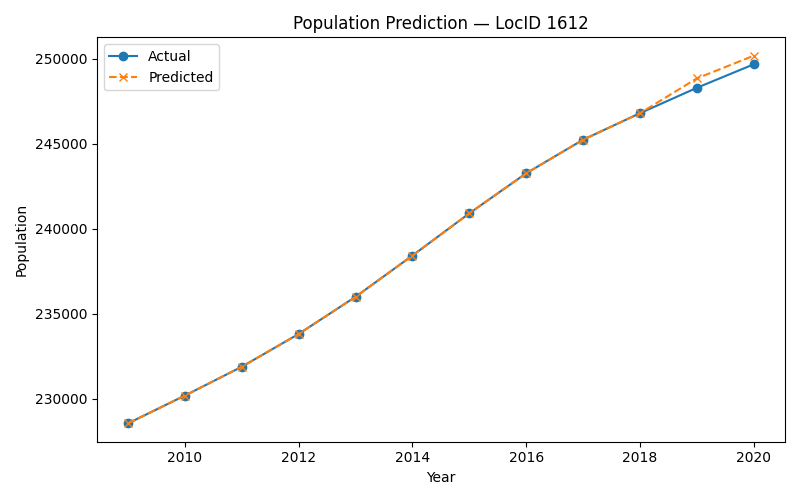 Population Prediction — LocID 1612
Actual
Predicted
250000
245000
240000
235000
230000
Population
2010 2012 2014 2016 2018 2020
Year